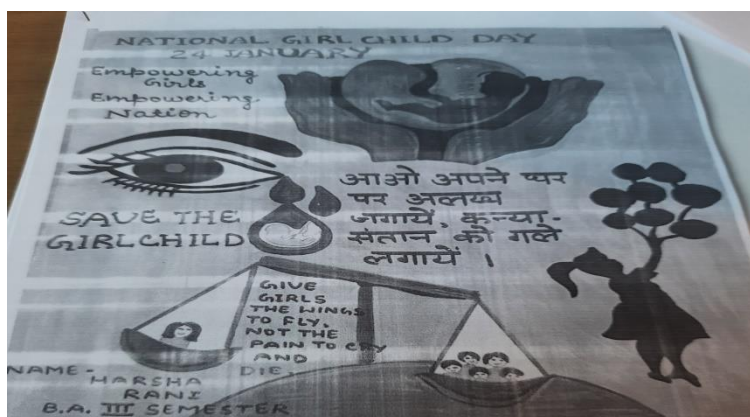 NATIONAL GIRL CHILD DAY
24 JANUARY
Empowering
Girls
Empowering
Nation
SAVE THE
GIRLCHILD
आओ अपने घर
पर अलख
जगायें, कन्या-
संतान को गले
लगायें ।
GIVE
GIRLS
THE WINGS
TO FLY,
NOT THE
PAIN TO CRY
AND
DIE.
NAME-
HARSHA
RANI
B.A. III SEMESTER